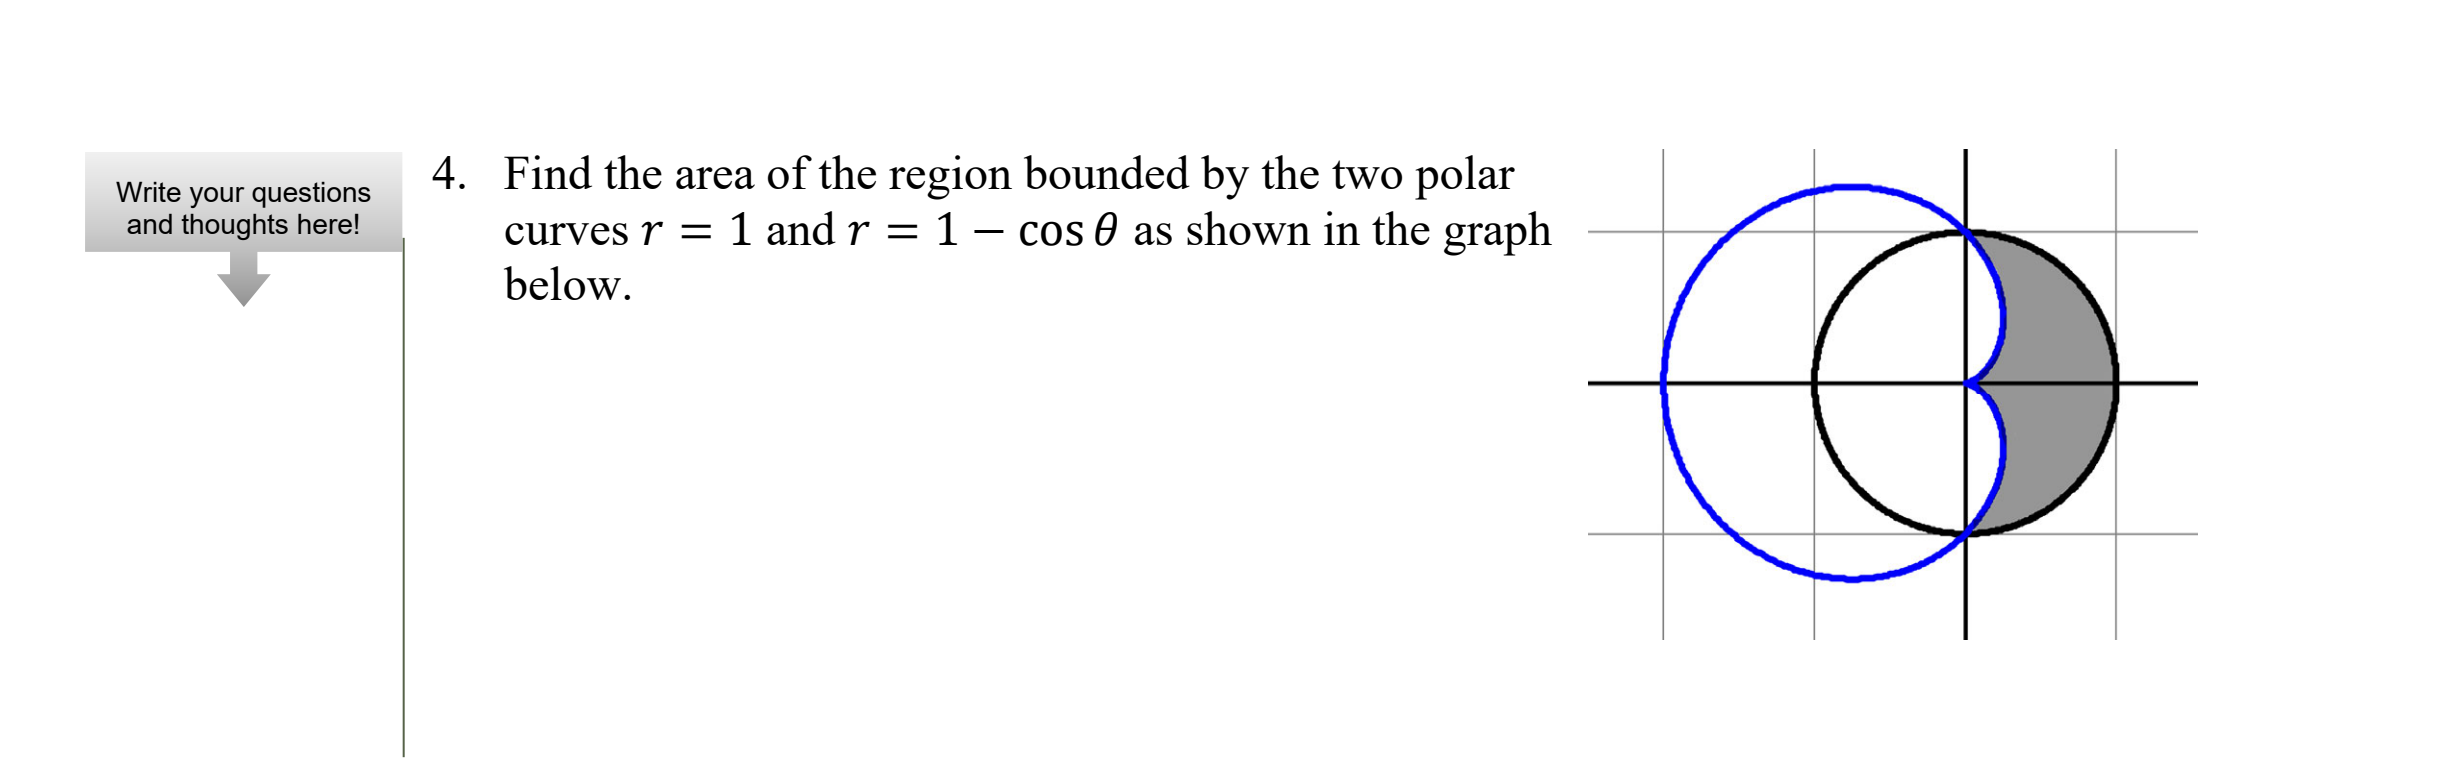 Write your questions
and thoughts here!
4. Find the area of the region bounded by the two polar
curves 𝑟 = 1 and 𝑟 = 1 − cos 𝜃 as shown in the graph
below.